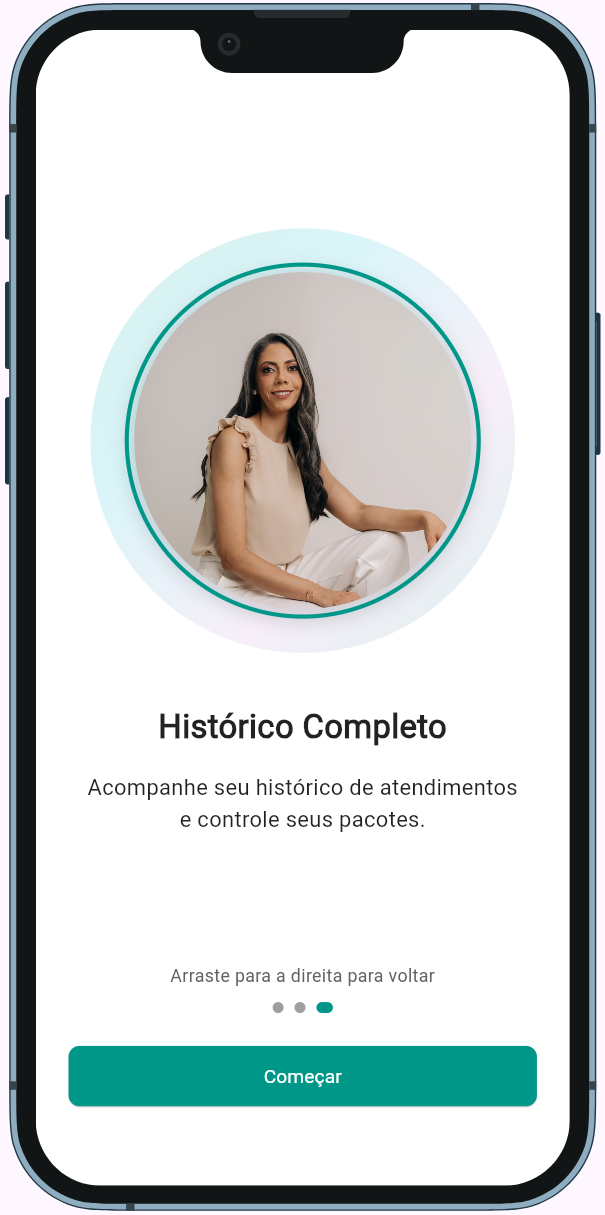 Histórico Completo
Acompanhe seu histórico de atendimentos
e controle seus pacotes.
Arraste para a direita para voltar
Começar